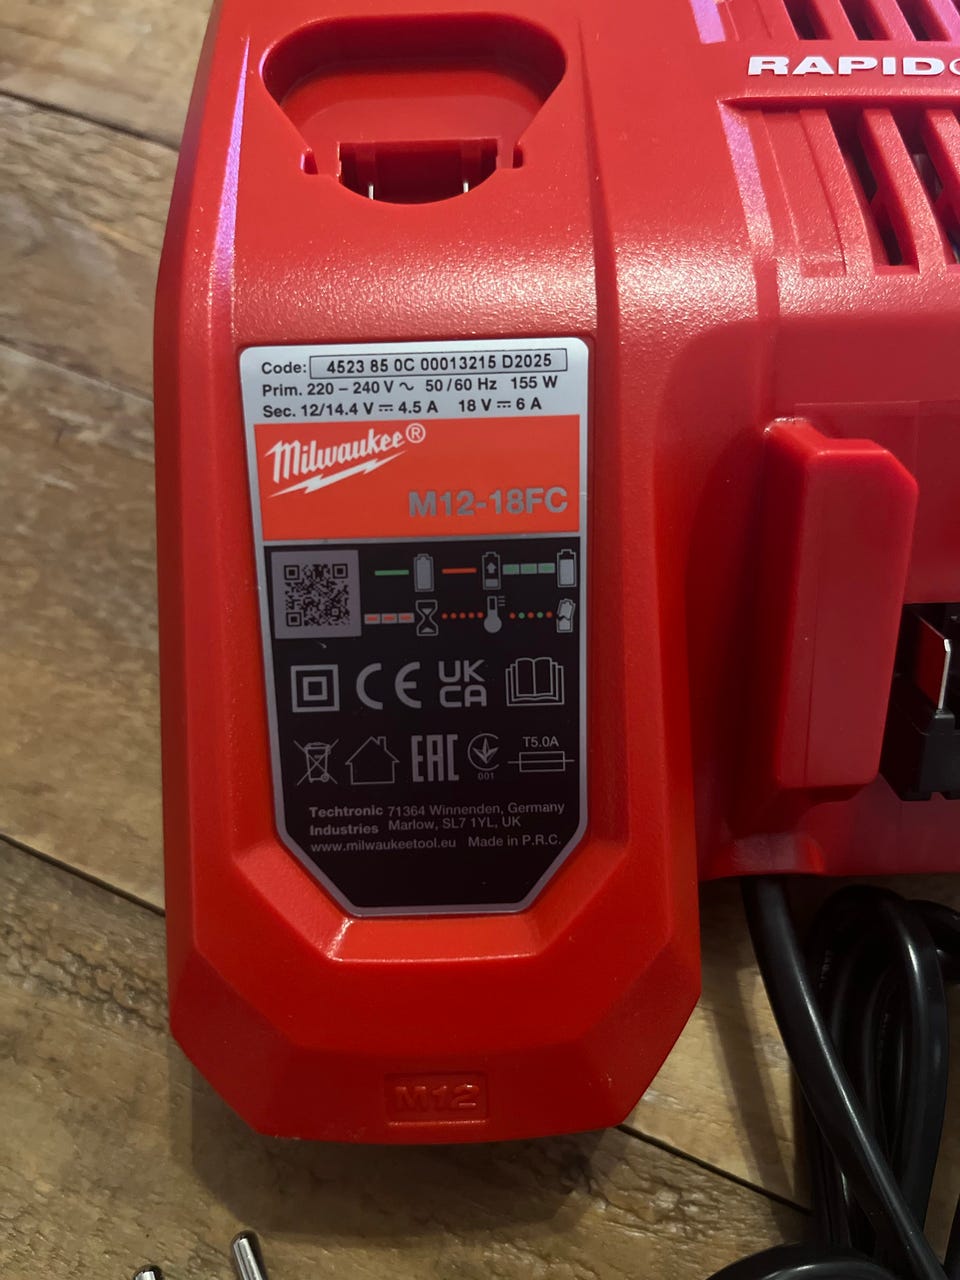 RAPID
Code: 4523 85 0C 00013215 D2025
Prim. 220 – 240 V ~ 50/60 Hz 155 W
Sec. 12/14.4 V ⎓ 4.5 A 18 V ⎓ 6 A
Milwaukee®
M12-18FC
CE UK
CA
EAC 001 T5.0A
Techtronic 71364 Winnenden, Germany
Industries Marlow, SL7 1YL, UK
www.milwaukeetool.eu Made in P.R.C.
M12